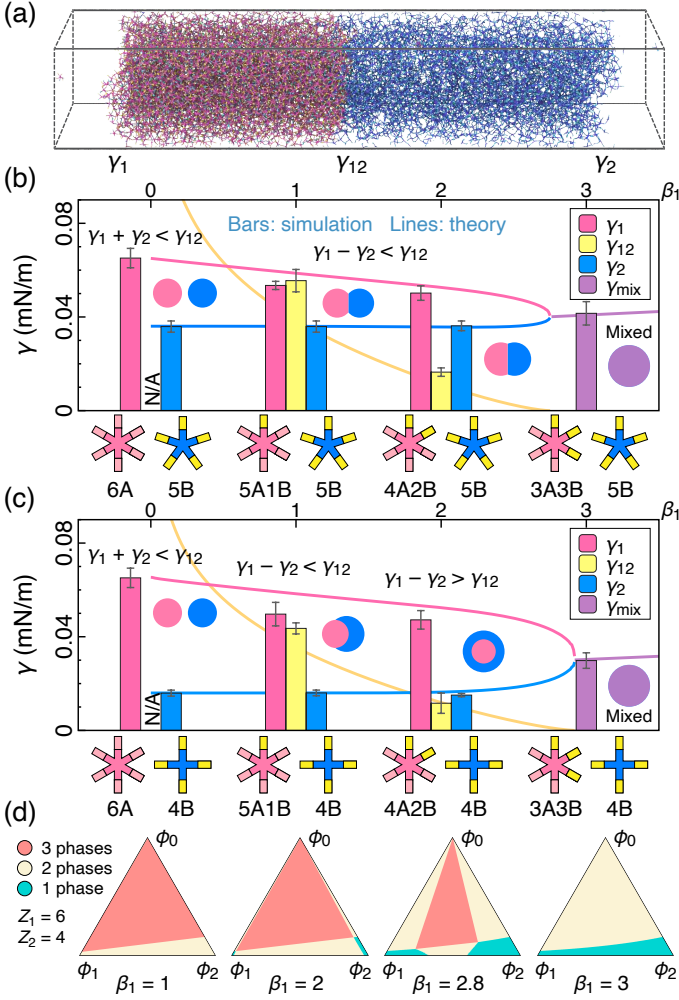 (a)
γ1 γ12 γ2
(b)
0 1 2 3 β1
0.08
0.04
0
γ (mN/m)
γ1 + γ2 < γ12
Bars: simulation Lines: theory
γ1 − γ2 < γ12
γ1
γ12
γ2
γmix
N/A
Mixed
6A 5B 5A1B 5B 4A2B 5B 3A3B 5B
(c)
0 1 2 3 β1
0.08
0.04
0
γ (mN/m)
γ1 + γ2 < γ12
γ1 − γ2 < γ12
γ1 − γ2 > γ12
γ1
γ12
γ2
γmix
N/A
Mixed
6A 4B 5A1B 4B 4A2B 4B 3A3B 4B
(d)
3 phases
2 phases
1 phase
Z1 = 6
Z2 = 4
ϕ0 ϕ0 ϕ0 ϕ0
ϕ1 ϕ2 ϕ1 ϕ2 ϕ1 ϕ2 ϕ1 ϕ2
β1 = 1 β1 = 2 β1 = 2.8 β1 = 3